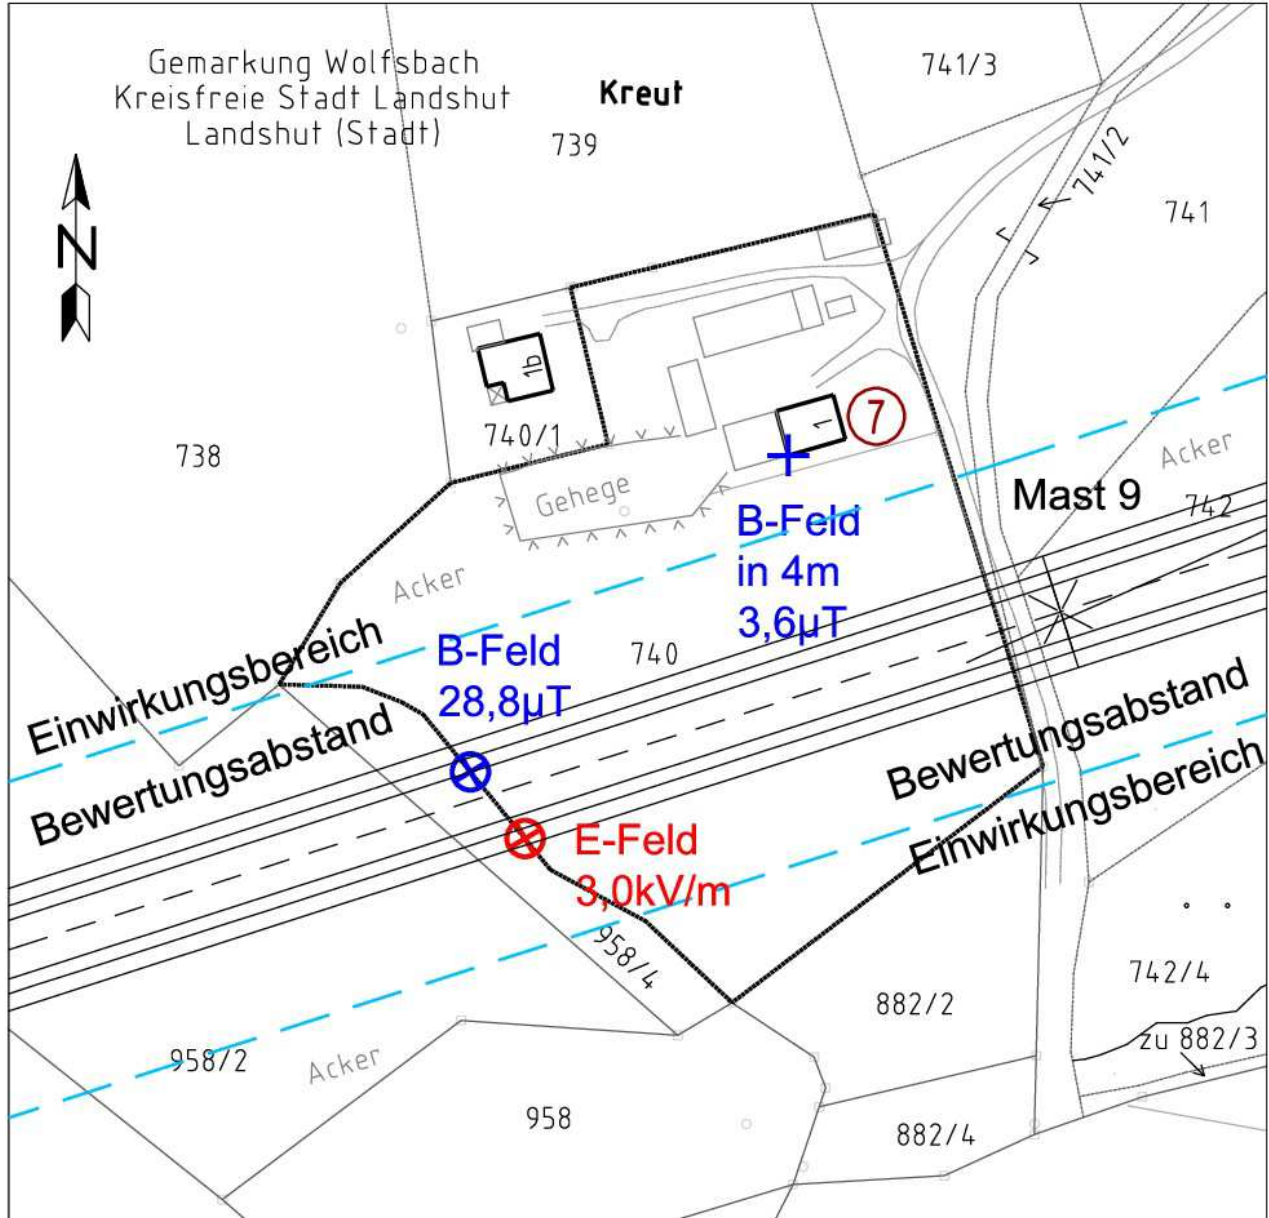 Gemarkung Wolfsbach
Kreisfreie Stadt Landshut
Landshut (Stadt)
Kreut
739
741/3
741/2
741
N
1b
740/1
738
1
7
Gehege
Acker
Mast 9
742
B-Feld
in 4m
3,6µT
Acker
Einwirkungsbereich
B-Feld
28,8µT
740
Bewertungsabstand
Bewertungsabstand
Einwirkungsbereich
E-Feld
3,0kV/m
958/4
742/4
882/2
zu 882/3
958/2
Acker
958
882/4